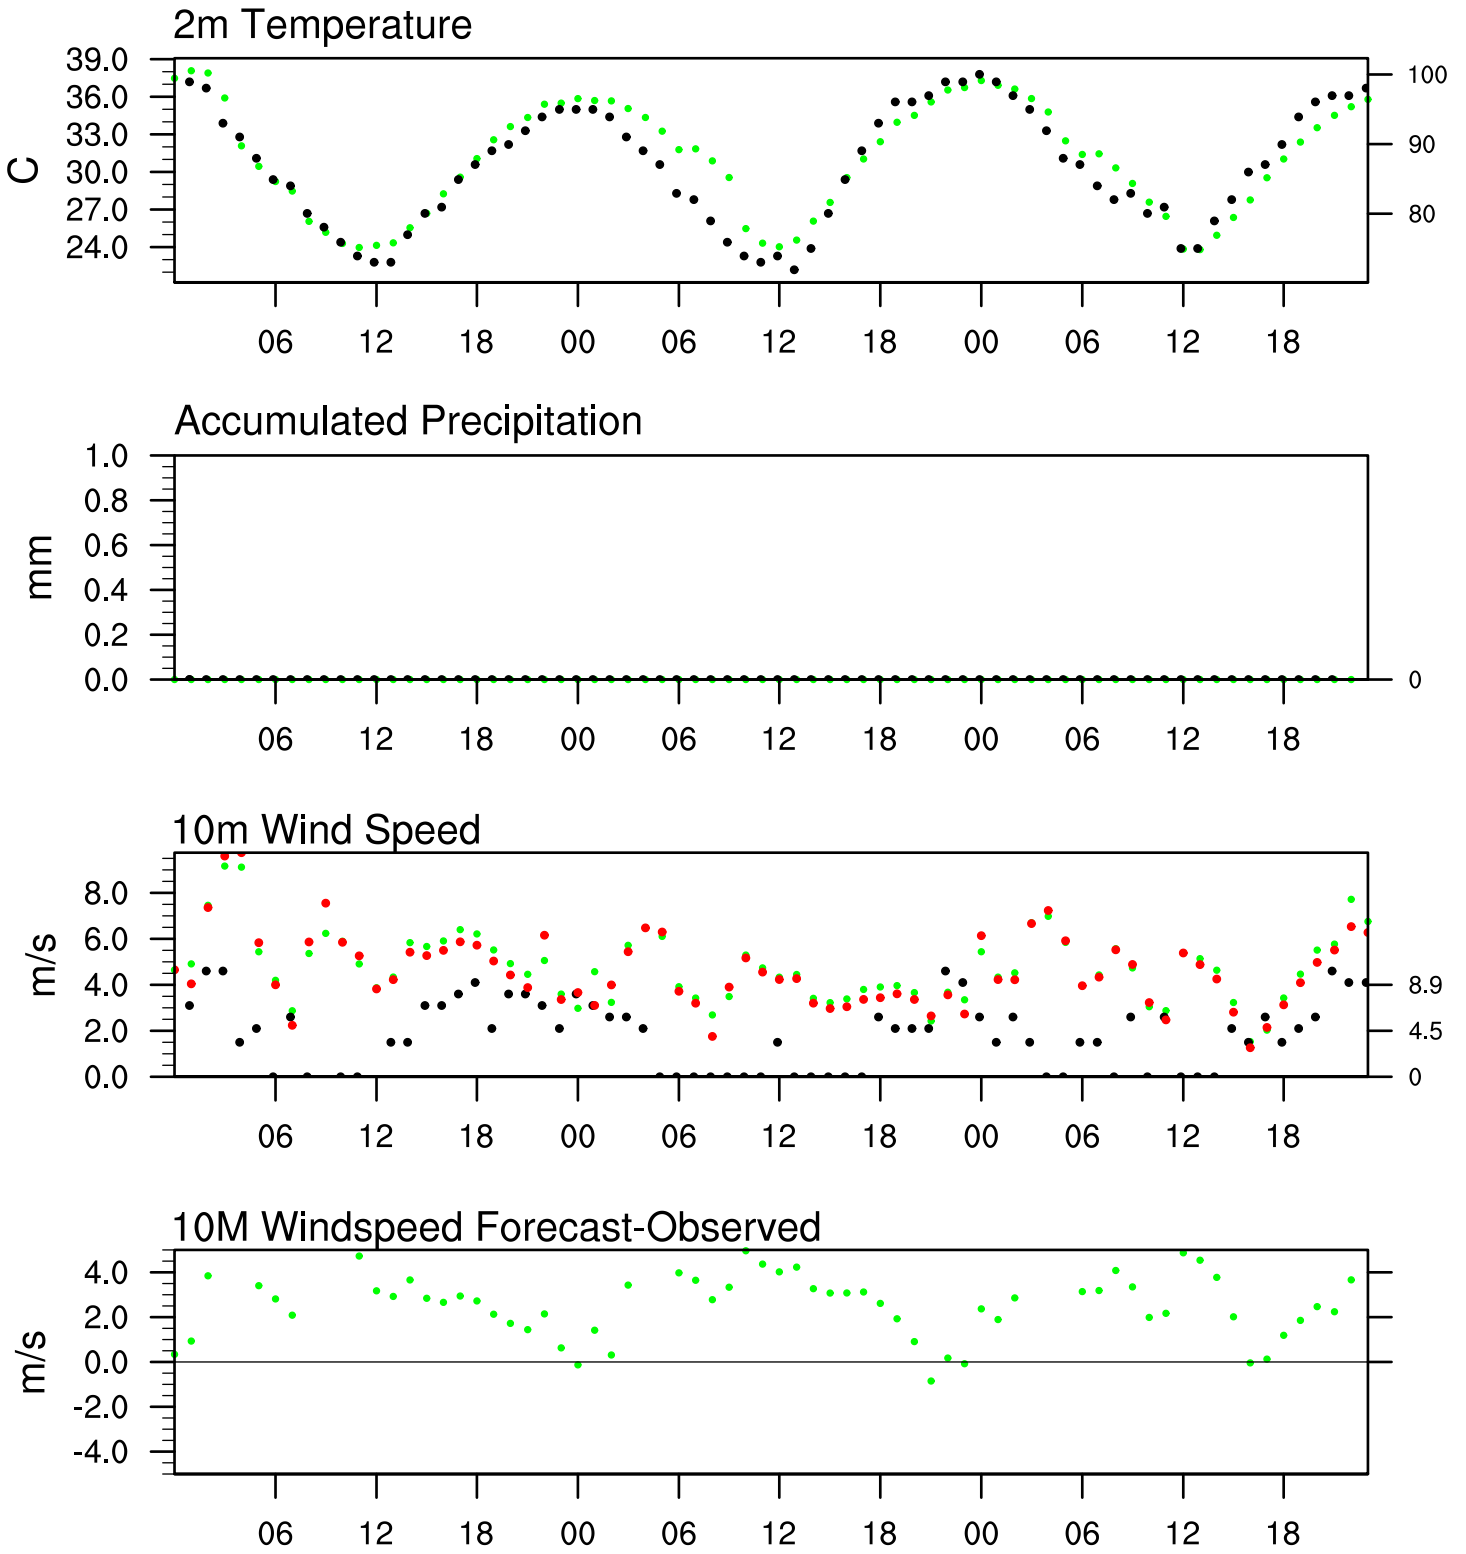 2m Temperature
39.0
36.0
33.0
30.0
27.0
24.0
C
100
90
80
06 12 18 00 06 12 18 00 06 12 18
Accumulated Precipitation
1.0
0.8
0.6
0.4
0.2
0.0
mm
0
06 12 18 00 06 12 18 00 06 12 18
10m Wind Speed
8.0
6.0
4.0
2.0
0.0
m/s
8.9
4.5
0
06 12 18 00 06 12 18 00 06 12 18
10M Windspeed Forecast-Observed
4.0
2.0
0.0
-2.0
-4.0
m/s
06 12 18 00 06 12 18 00 06 12 18